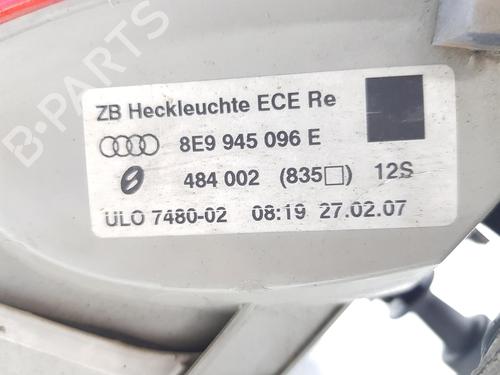 B-PARTS
ZB Heckleuchte ECE Re
8E9 945 096 E
484 002 (835□) 12S
ULO 7480-02 08:19 27.02.07